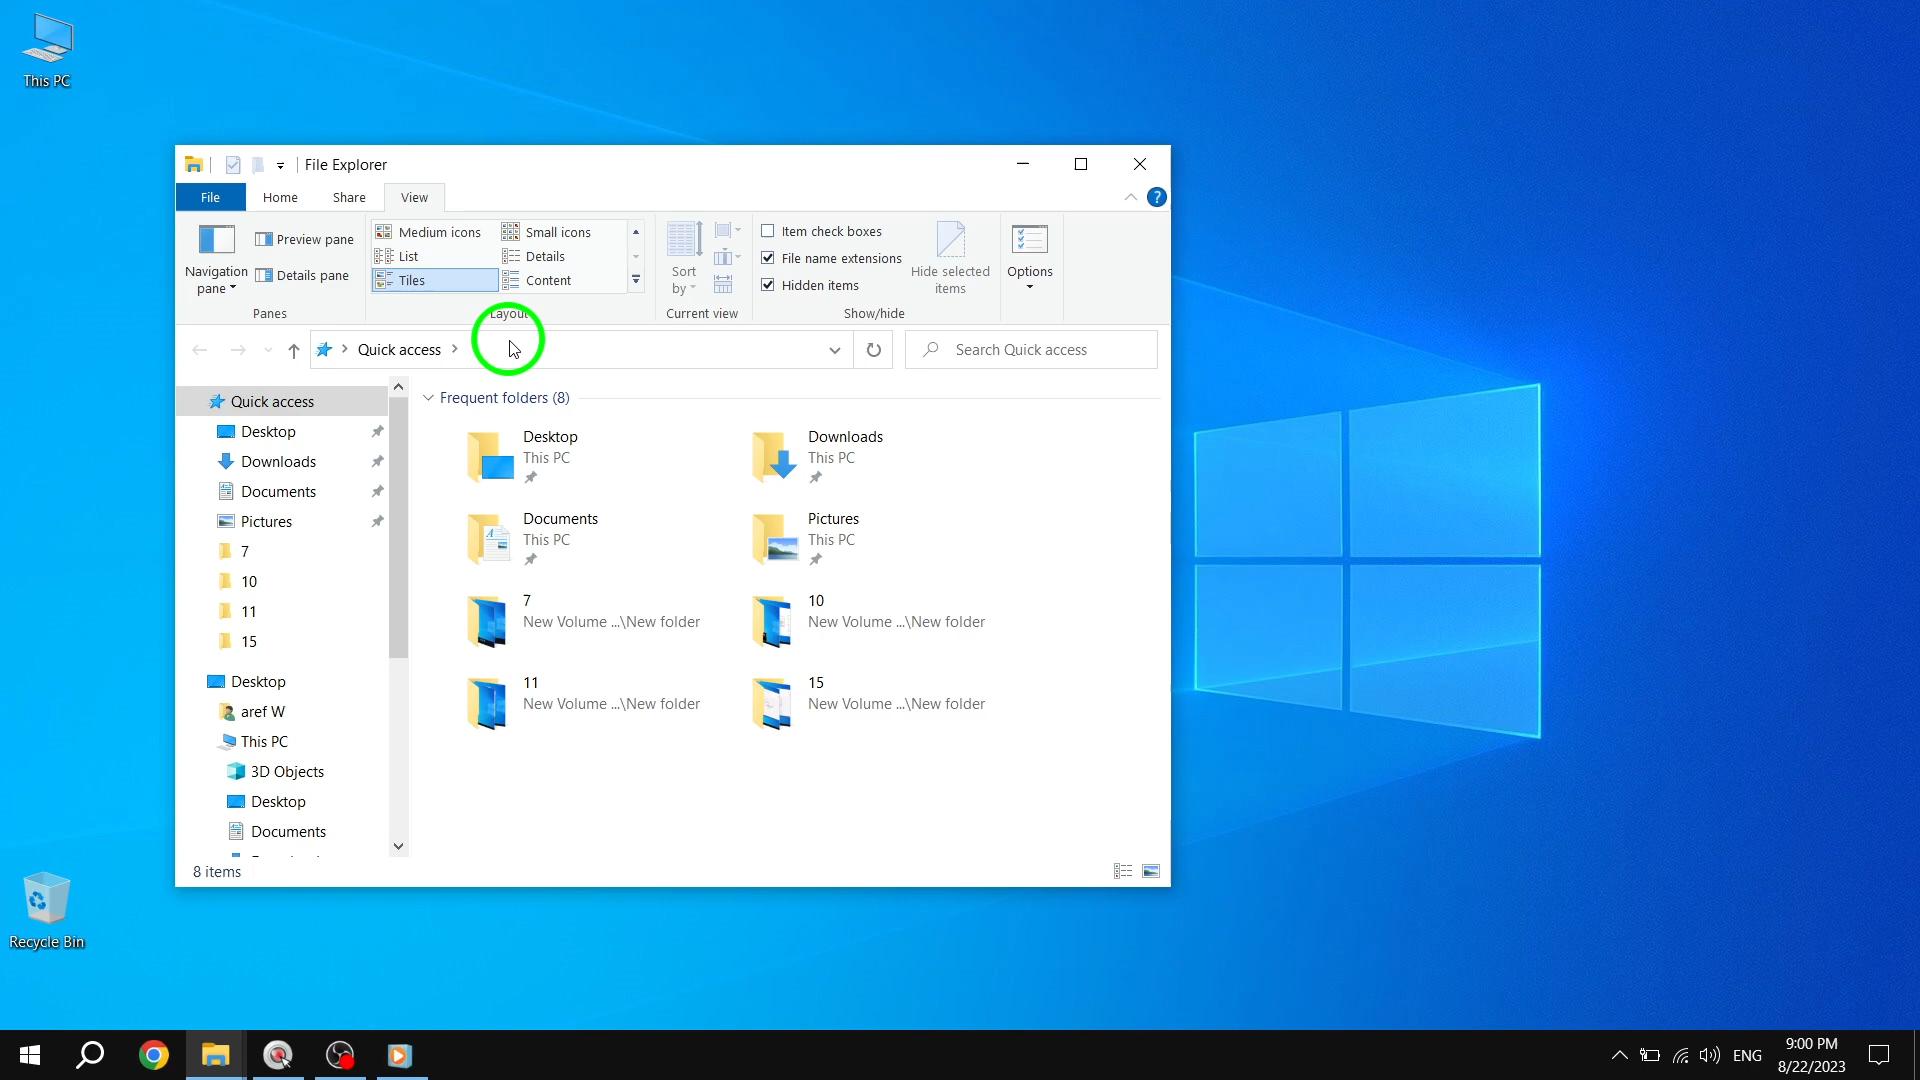 This PC
File Explorer
File
Home
Share
View
Navigation
pane
Preview pane
Details pane
Panes
Medium icons
Small icons
List
Details
Tiles
Content
Layout
Sort
by
Current view
Item check boxes
File name extensions
Hidden items
Hide selected
items
Show/hide
Options
Quick access
Search Quick access
Quick access
Desktop
Downloads
Documents
Pictures
7
10
11
15
Desktop
aref W
This PC
3D Objects
Desktop
Documents
Frequent folders (8)
Desktop
This PC
Downloads
This PC
Documents
This PC
Pictures
This PC
7
New Volume ...\New folder
10
New Volume ...\New folder
11
New Volume ...\New folder
15
New Volume ...\New folder
8 items
Recycle Bin
ENG
9:00 PM
8/22/2023